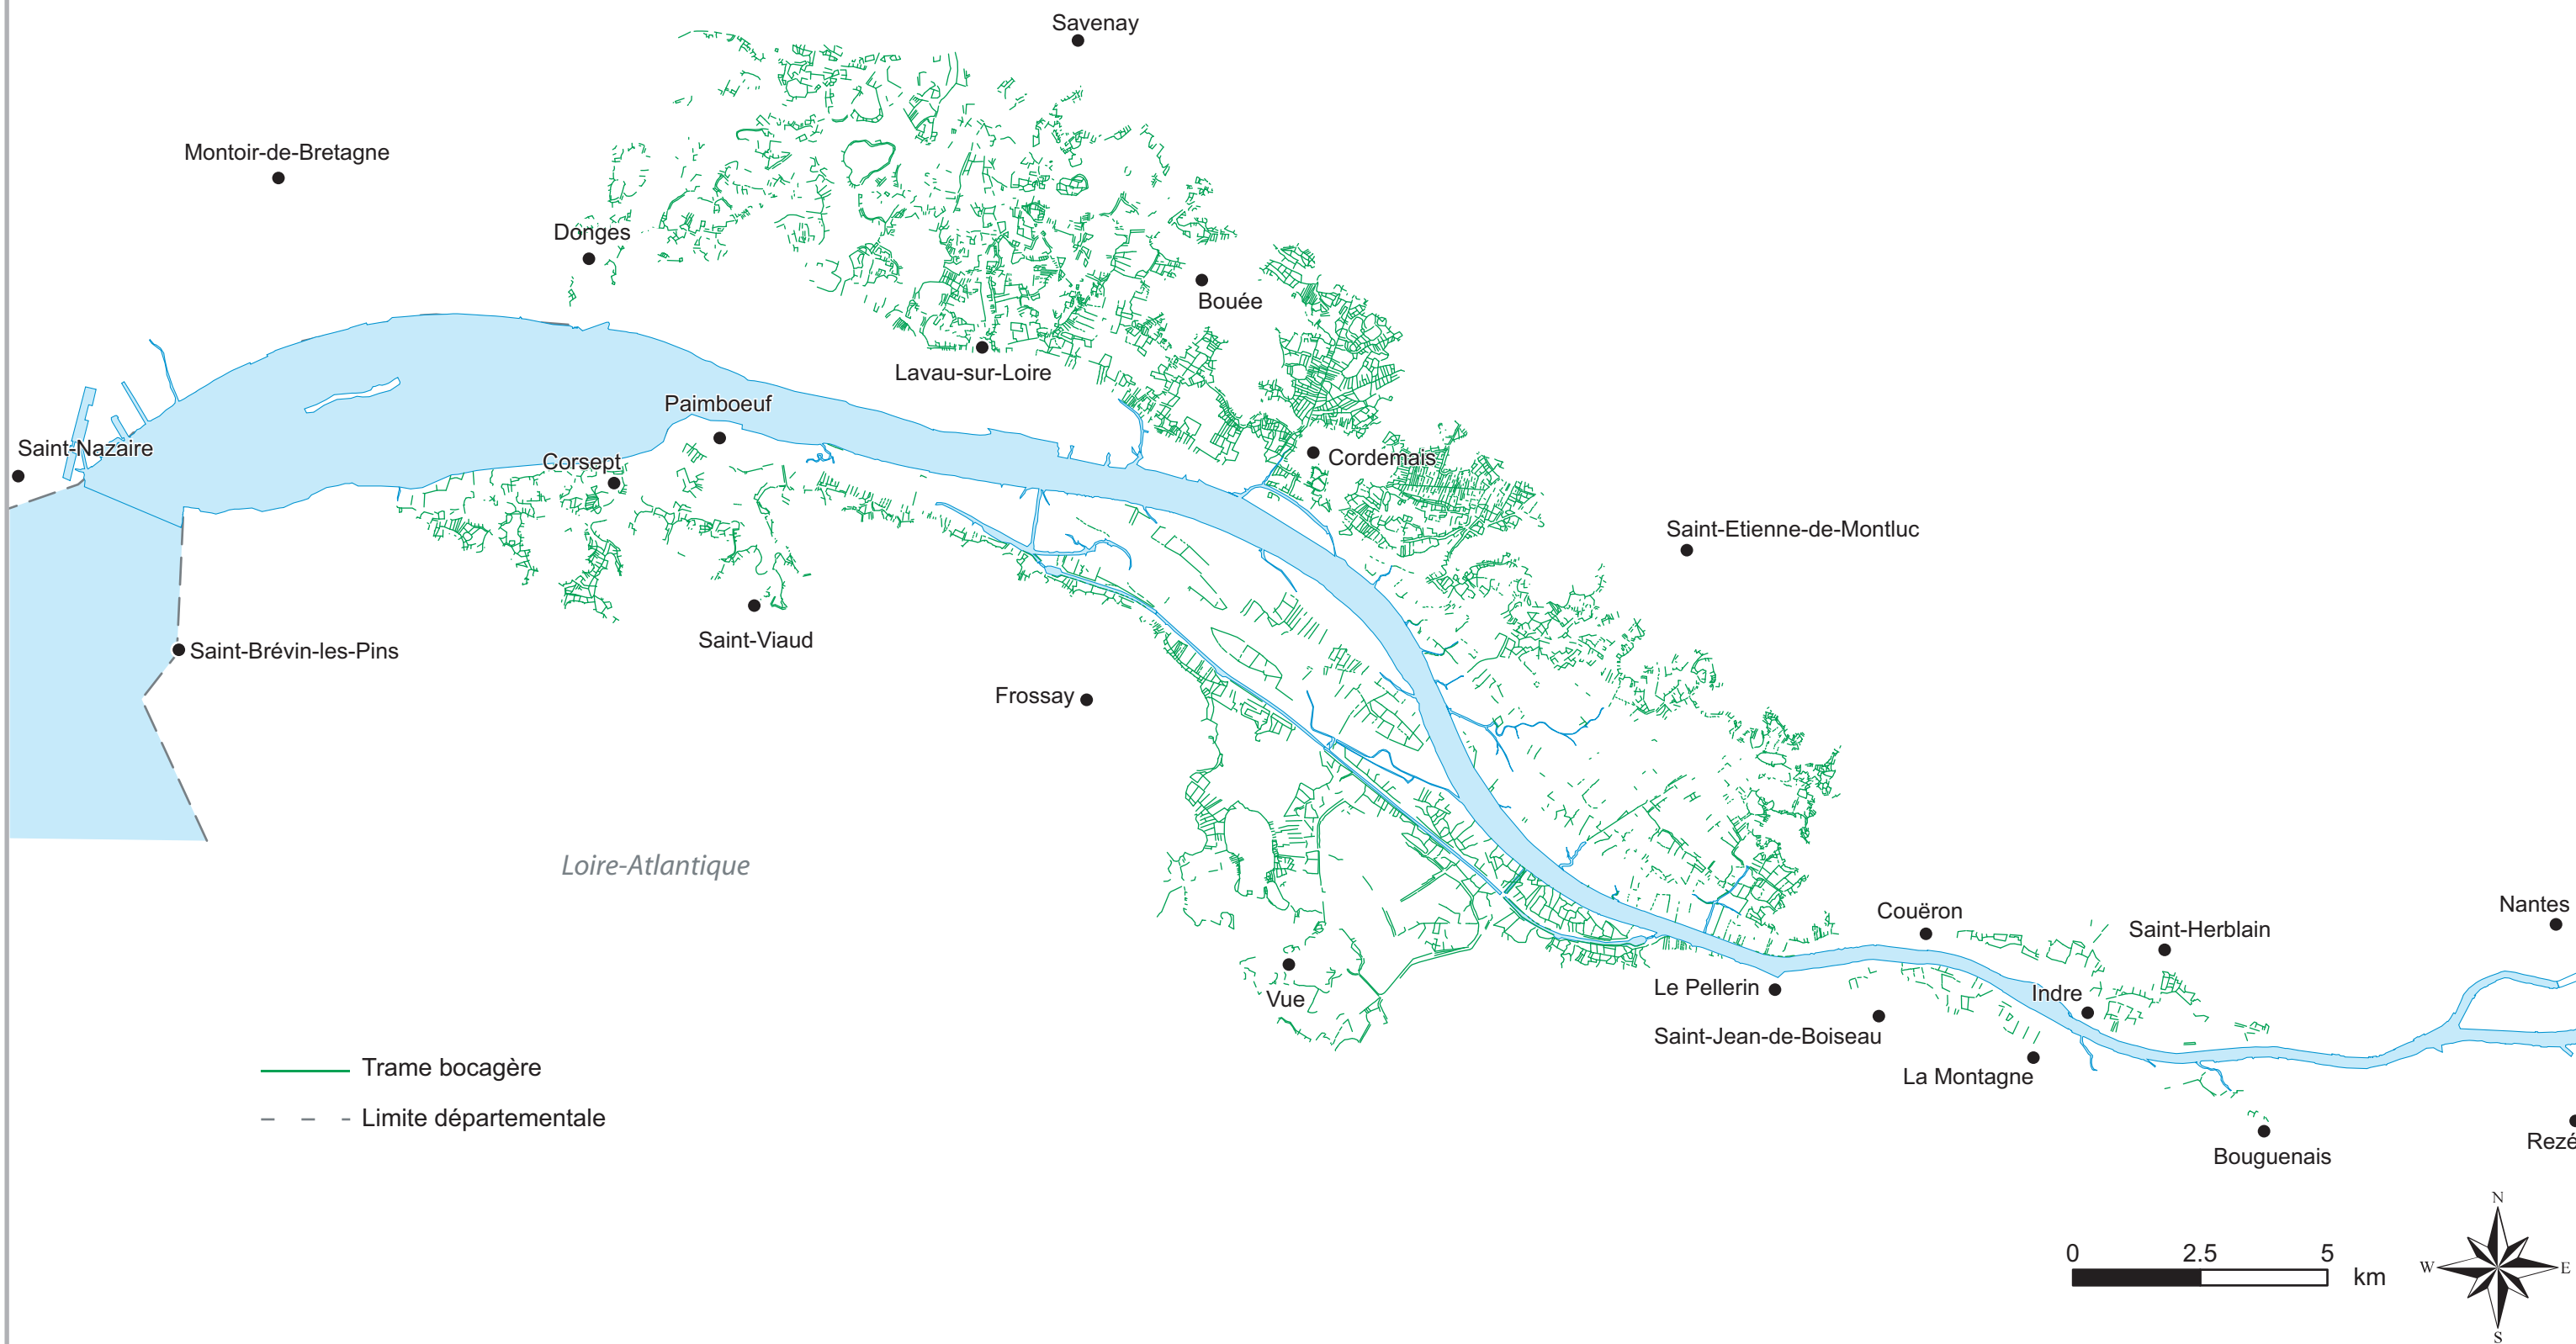 Savenay
Montoir-de-Bretagne
Donges
Bouée
Lavau-sur-Loire
Paimboeuf
Saint-Nazaire
Corsept
Cordemais
Saint-Etienne-de-Montluc
Saint-Viaud
Saint-Brévin-les-Pins
Frossay
Loire-Atlantique
Nantes
Couëron
Saint-Herblain
Le Pellerin
Indre
Vue
Saint-Jean-de-Boiseau
La Montagne
Trame bocagère
Limite départementale
Rezé
Bouguenais
N
0 2.5 5
km
W E
S